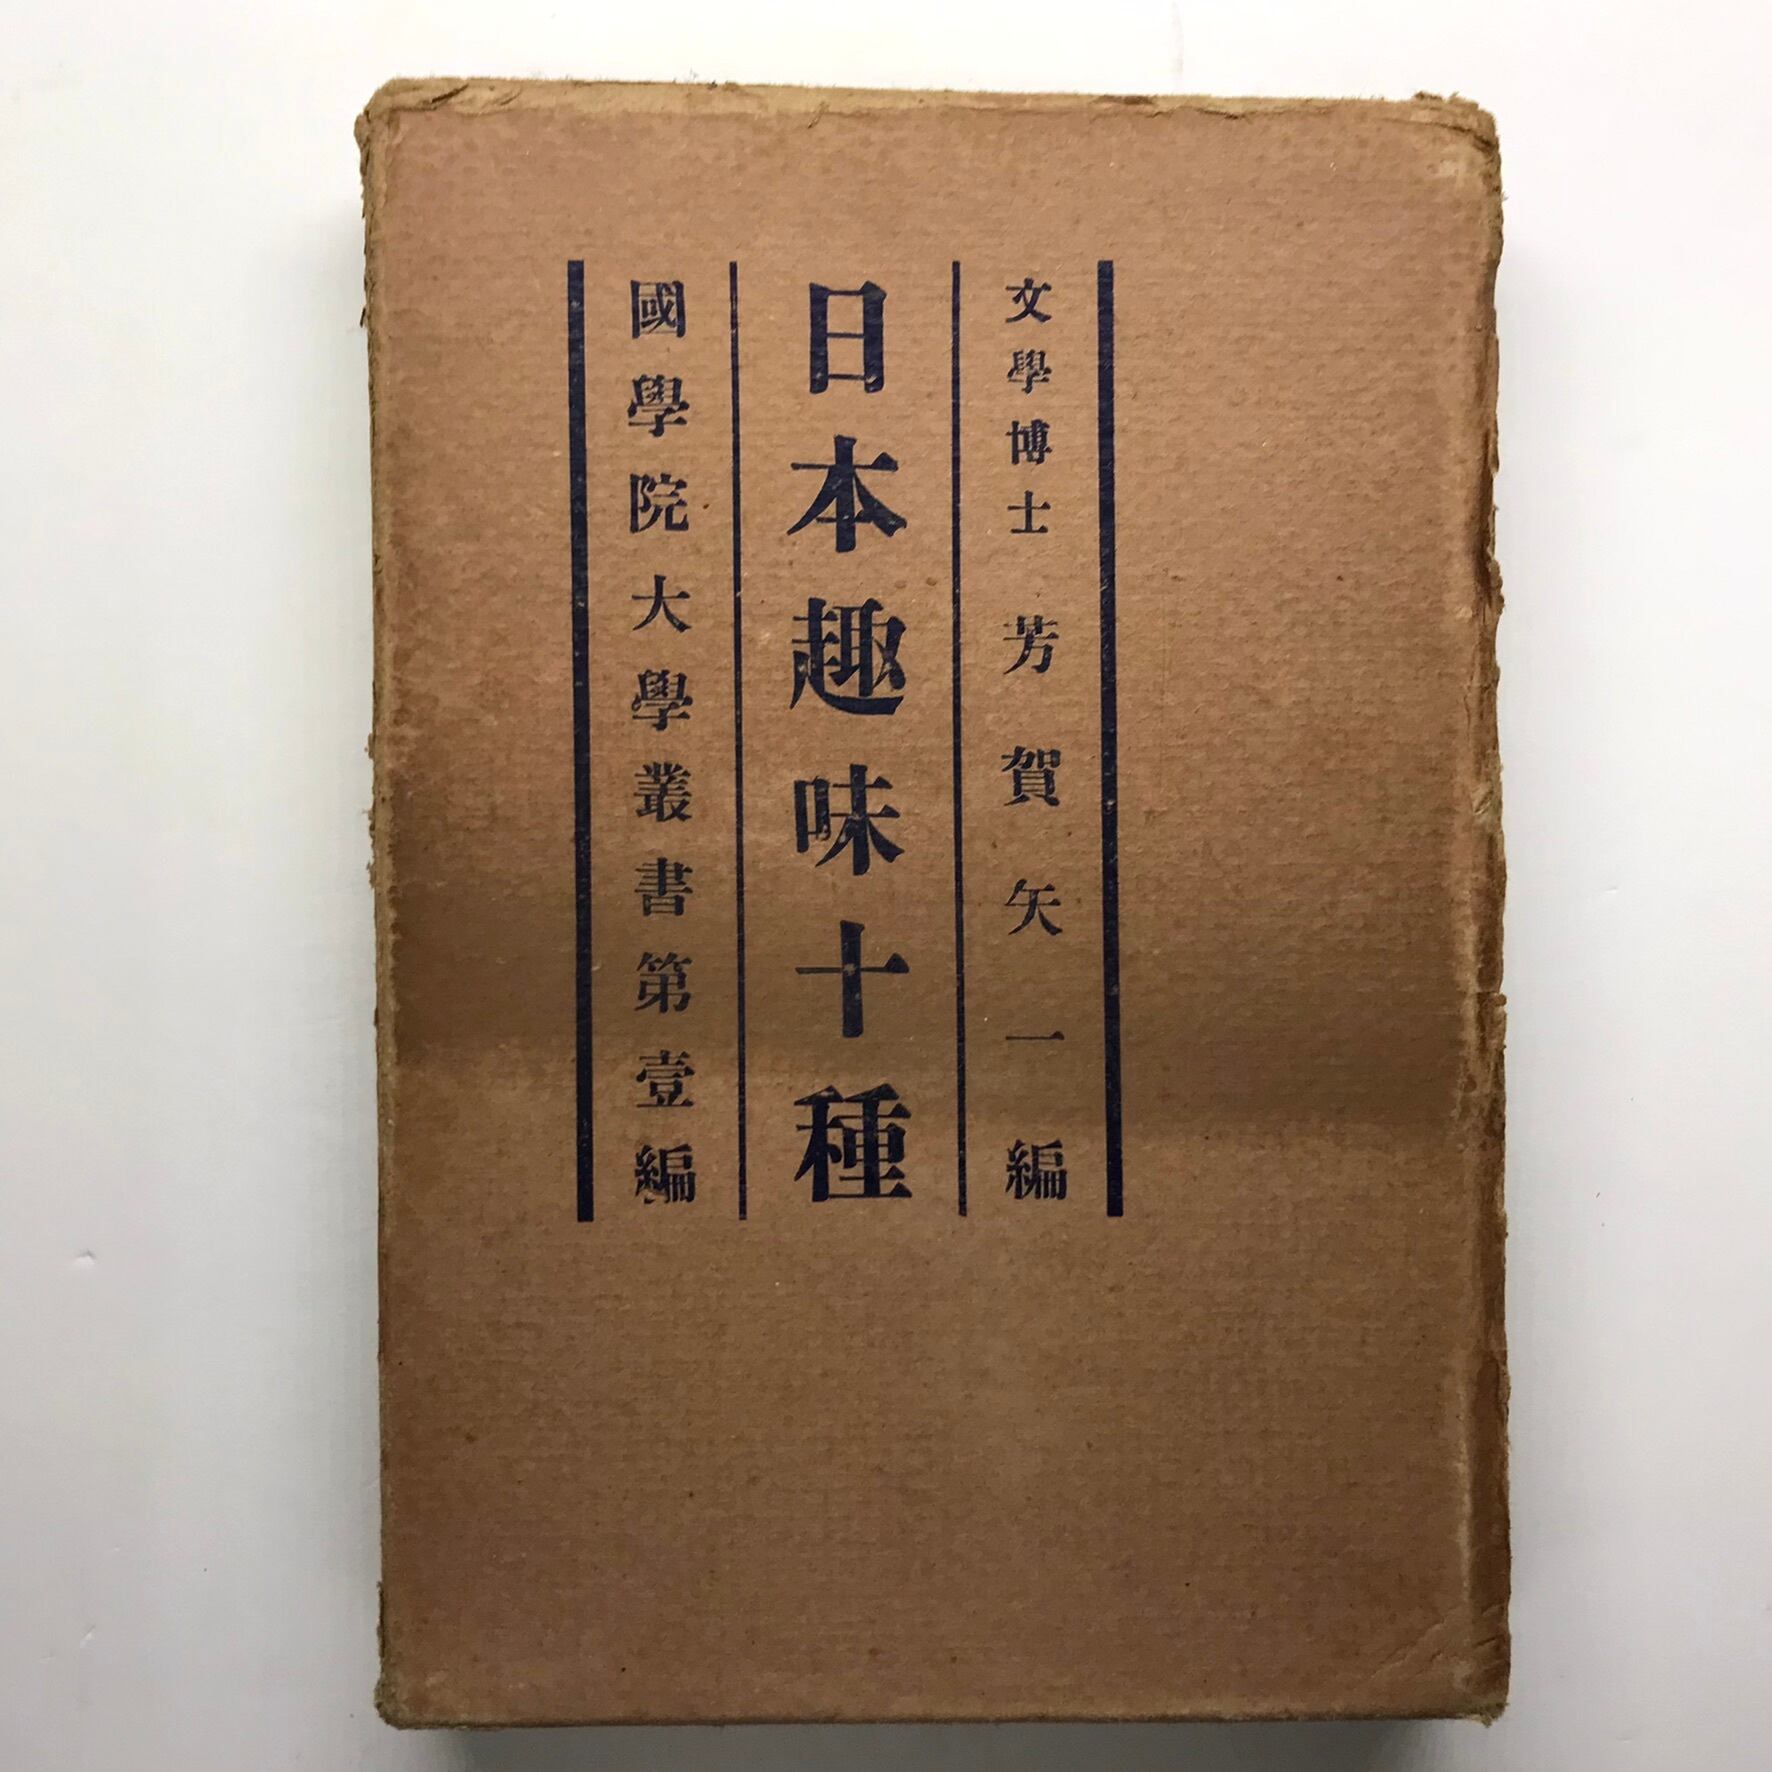 文學博士 芳賀矢一編
日本趣味十種
國學院大學叢書第壹編